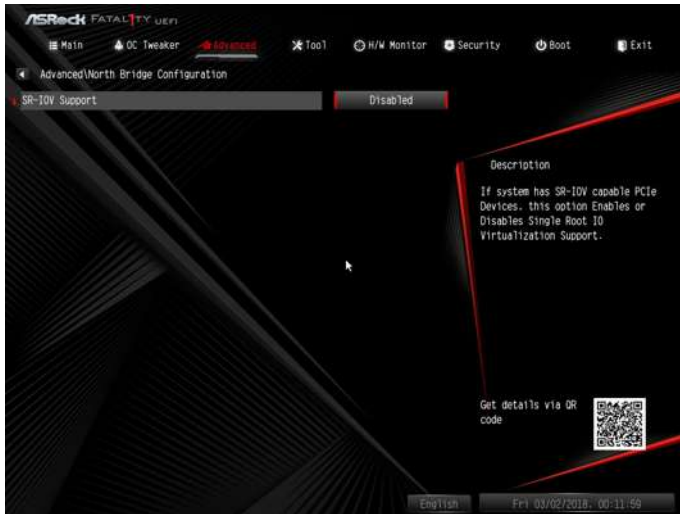 ASRock FATAL1TY UEFI
Main OC Tweaker Advanced Tool H/W Monitor Security Boot Exit
Advanced\North Bridge Configuration
SR-IOV Support Disabled
Description
If system has SR-IOV capable PCIe
Devices. this option Enables or
Disables Single Root IO
Virtualization Support.
Get details via QR
code
English Fri 03/02/2018. 00:11:59